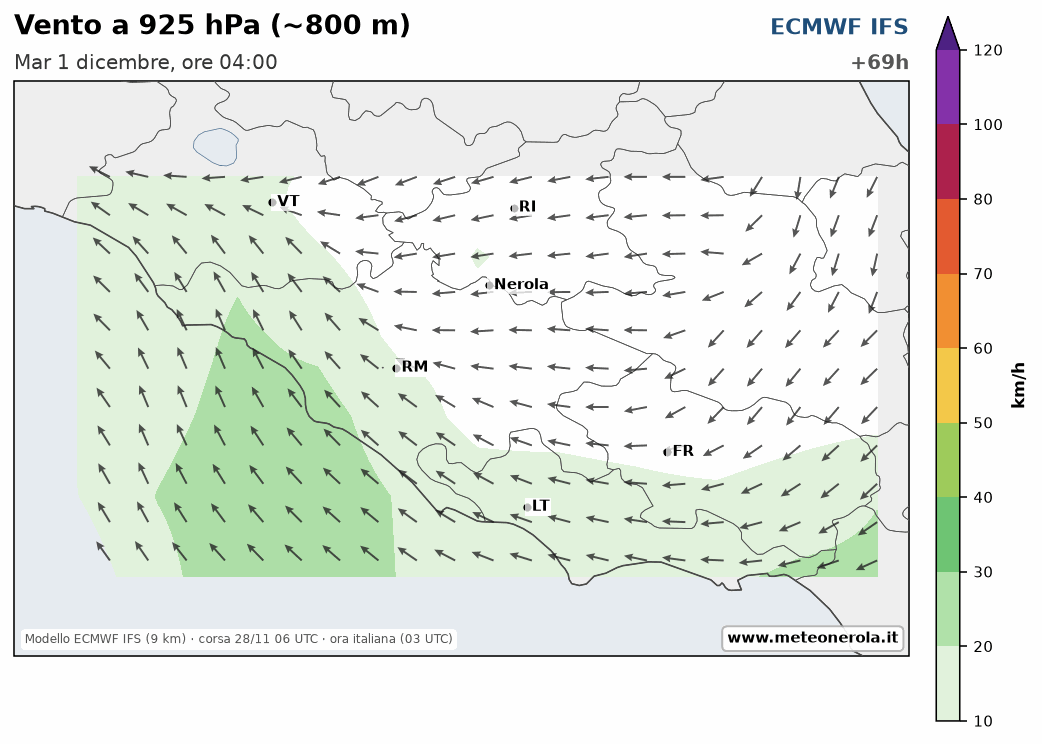 Vento a 925 hPa (~800 m)
ECMWF IFS
Mar 1 dicembre, ore 04:00
+69h
120
100
80
70
60
50
40
30
20
10
km/h
VT
RI
Nerola
RM
FR
LT
Modello ECMWF IFS (9 km) · corsa 28/11 06 UTC · ora italiana (03 UTC)
www.meteonerola.it